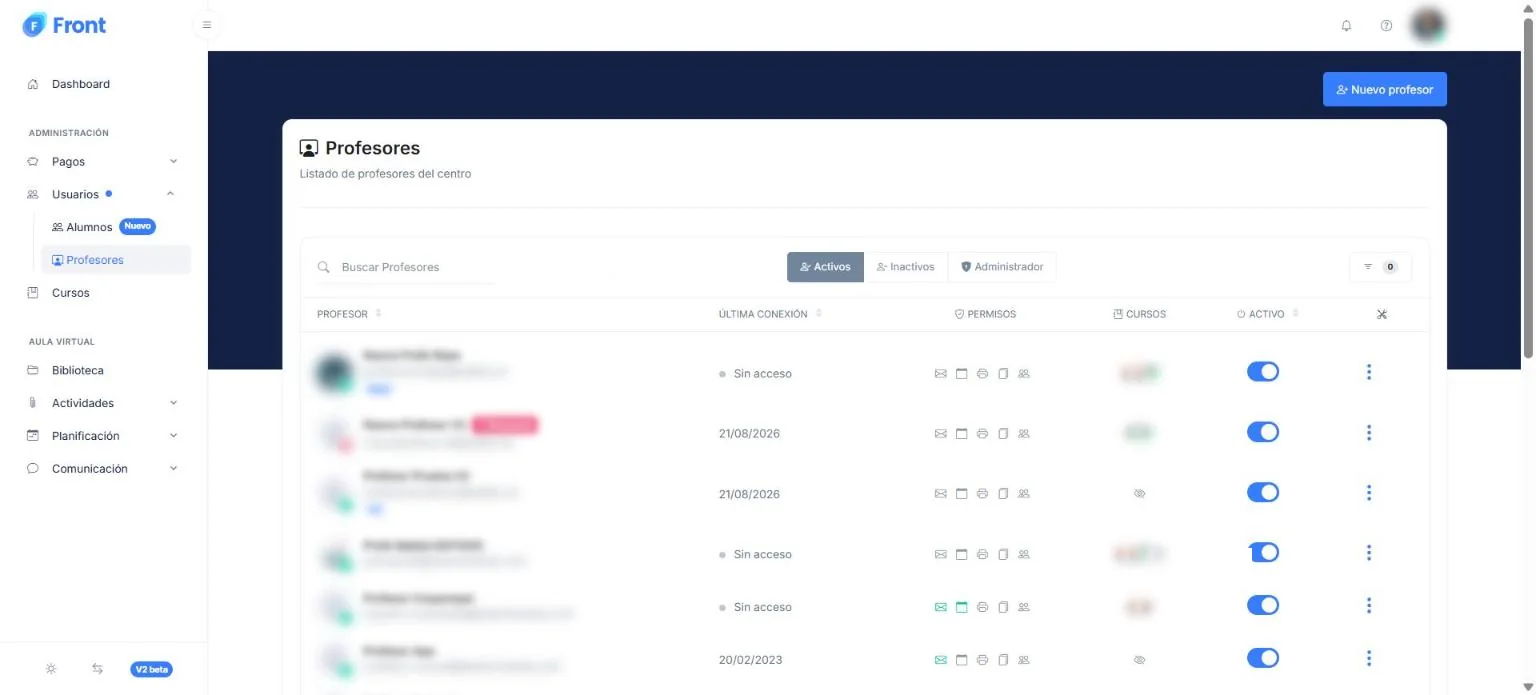 Front
Dashboard
ADMINISTRACIÓN
Pagos
Usuarios
Alumnos Nuevo
Profesores
Cursos
AULA VIRTUAL
Biblioteca
Actividades
Planificación
Comunicación
V2 beta
Nuevo profesor
Profesores
Listado de profesores del centro
Buscar Profesores
Activos Inactivos Administrador
0
PROFESOR ÚLTIMA CONEXIÓN PERMISOS CURSOS ACTIVO
Sin acceso
21/08/2026
21/08/2026
Sin acceso
Sin acceso
20/02/2023